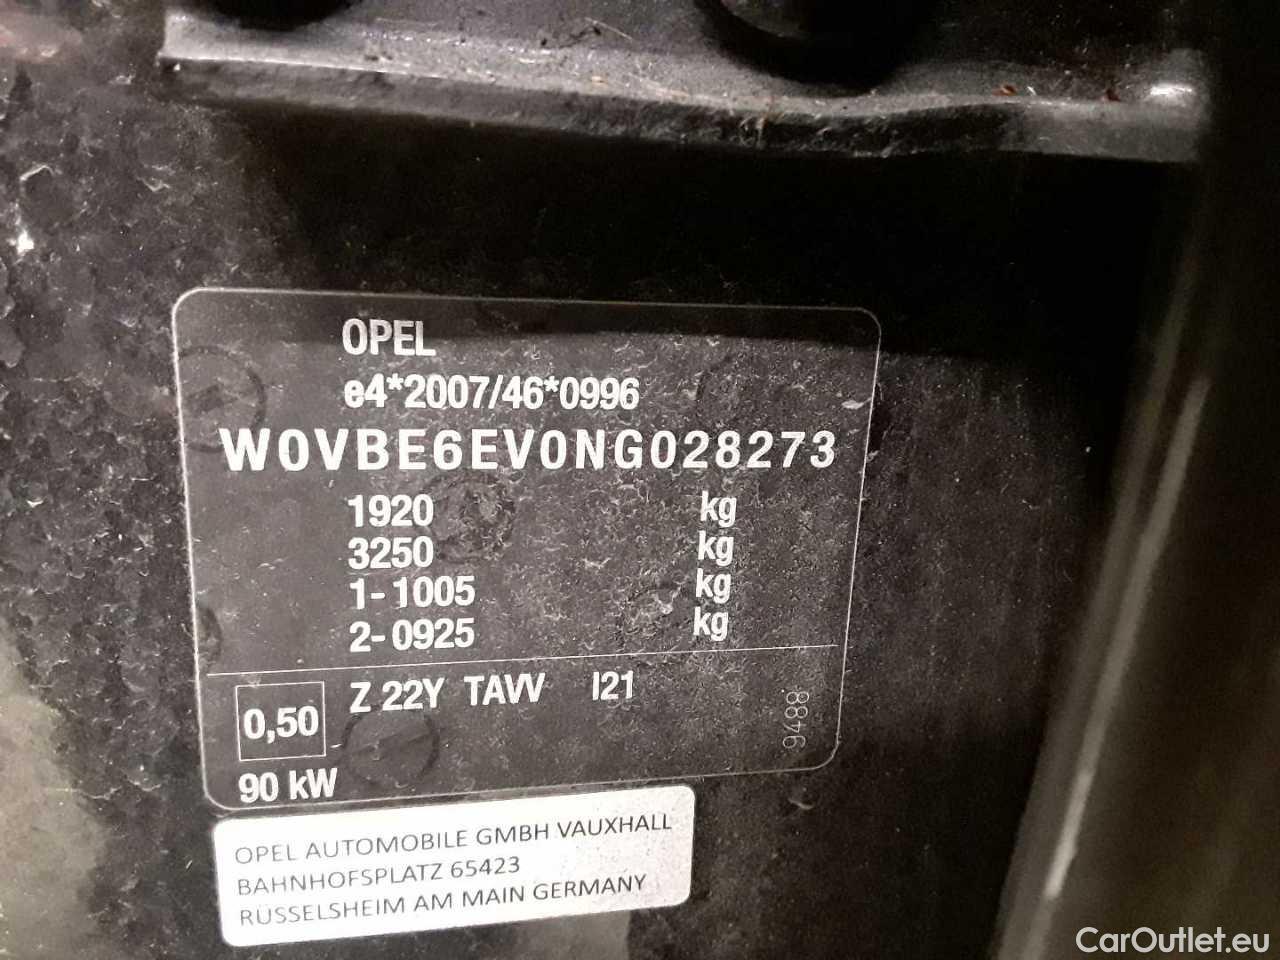 OPEL
e4*2007/46*0996
W0VBE6EV0NG028273
1920 kg
3250 kg
1-1005 kg
2-0925 kg
0,50 Z 22Y TAVV I21
9488
90 kW
OPEL AUTOMOBILE GMBH VAUXHALL
BAHNHOFSPLATZ 65423
RÜSSELSHEIM AM MAIN GERMANY
CarOutlet.eu